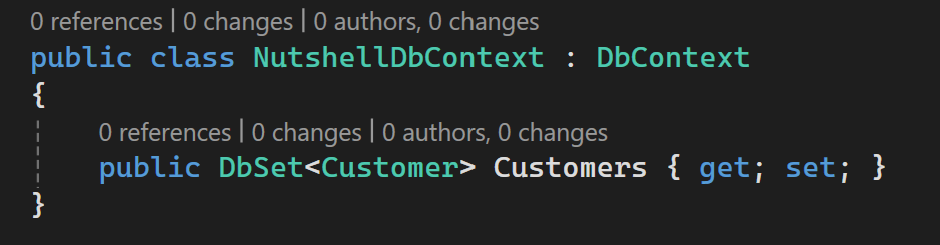 0 references | 0 changes | 0 authors, 0 changes
public class NutshellDbContext : DbContext
{
0 references | 0 changes | 0 authors, 0 changes
public DbSet<Customer> Customers { get; set; }
}